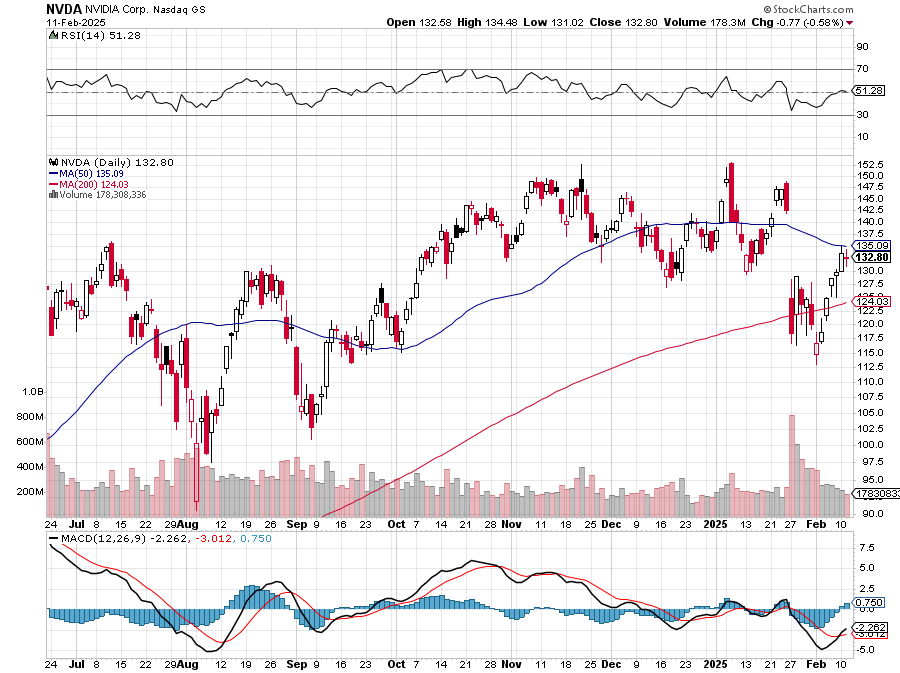 NVDA NVIDIA Corp. Nasdaq GS
© StockCharts.com
11-Feb-2025
Open 132.58 High 134.48 Low 131.02 Close 132.80 Volume 178.3M Chg -0.77 (-0.58%)
RSI(14) 51.28
90
70
51.28
30
10
NVDA (Daily) 132.80
MA(50) 135.09
MA(200) 124.03
Volume 178,308,336
152.5
150.0
147.5
145.0
142.5
140.0
137.5
135.09
132.80
130.0
127.5
124.03
122.5
120.0
117.5
115.0
112.5
110.0
107.5
105.0
102.5
100.0
97.5
95.0
90.0
1.0B
800M
600M
400M
200M
24 Jul 8 15 22 29 Aug 12 19 26 Sep 9 16 23 Oct 7 14 21 28 Nov 11 18 25 Dec 9 16 23 2025 13 21 27 Feb 10
MACD(12,26,9) -2.262, -3.012, 0.750
7.5
5.0
2.5
0.750
0.0
-2.262
-3.012
-5.0
24 Jul 8 15 22 29 Aug 12 19 26 Sep 9 16 23 Oct 7 14 21 28 Nov 11 18 25 Dec 9 16 23 2025 13 21 27 Feb 10